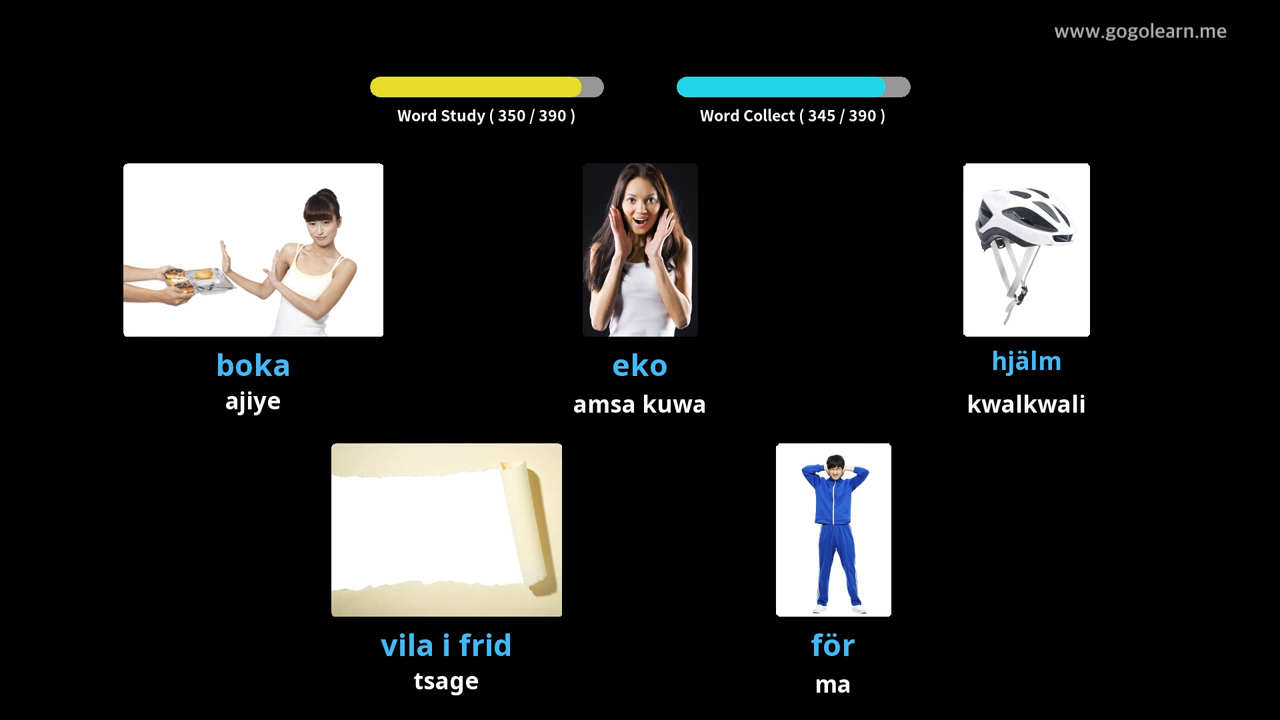 www.gogolearn.me
Word Study ( 350 / 390 )
Word Collect ( 345 / 390 )
boka
ajiye
eko
amsa kuwa
hjälm
kwalkwali
vila i frid
tsage
för
ma